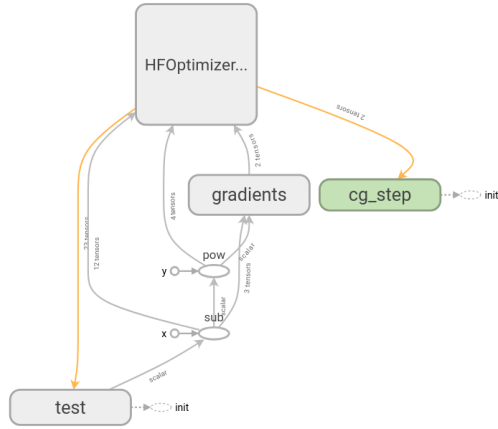 HFOptimizer...
2 tensors
2 tensors
gradients
cg_step
init
4 tensors
33 tensors
12 tensors
scalar
3 tensors
pow
y
scalar
sub
x
scalar
test
init